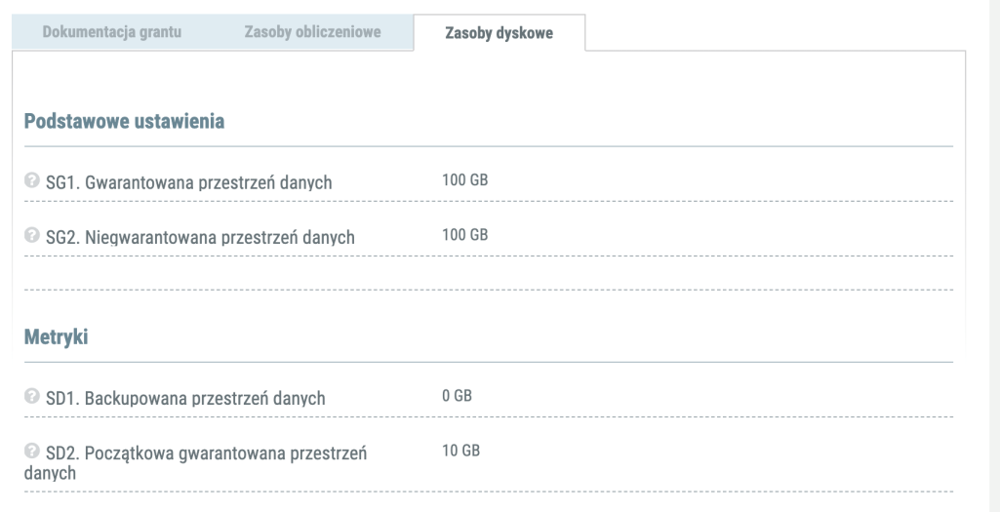 Dokumentacja grantu Zasoby obliczeniowe Zasoby dyskowe
Podstawowe ustawienia
? SG1. Gwarantowana przestrzeń danych 100 GB
? SG2. Niegwarantowana przestrzeń danych 100 GB
Metryki
? SD1. Backupowana przestrzeń danych 0 GB
? SD2. Początkowa gwarantowana przestrzeń 10 GB
danych